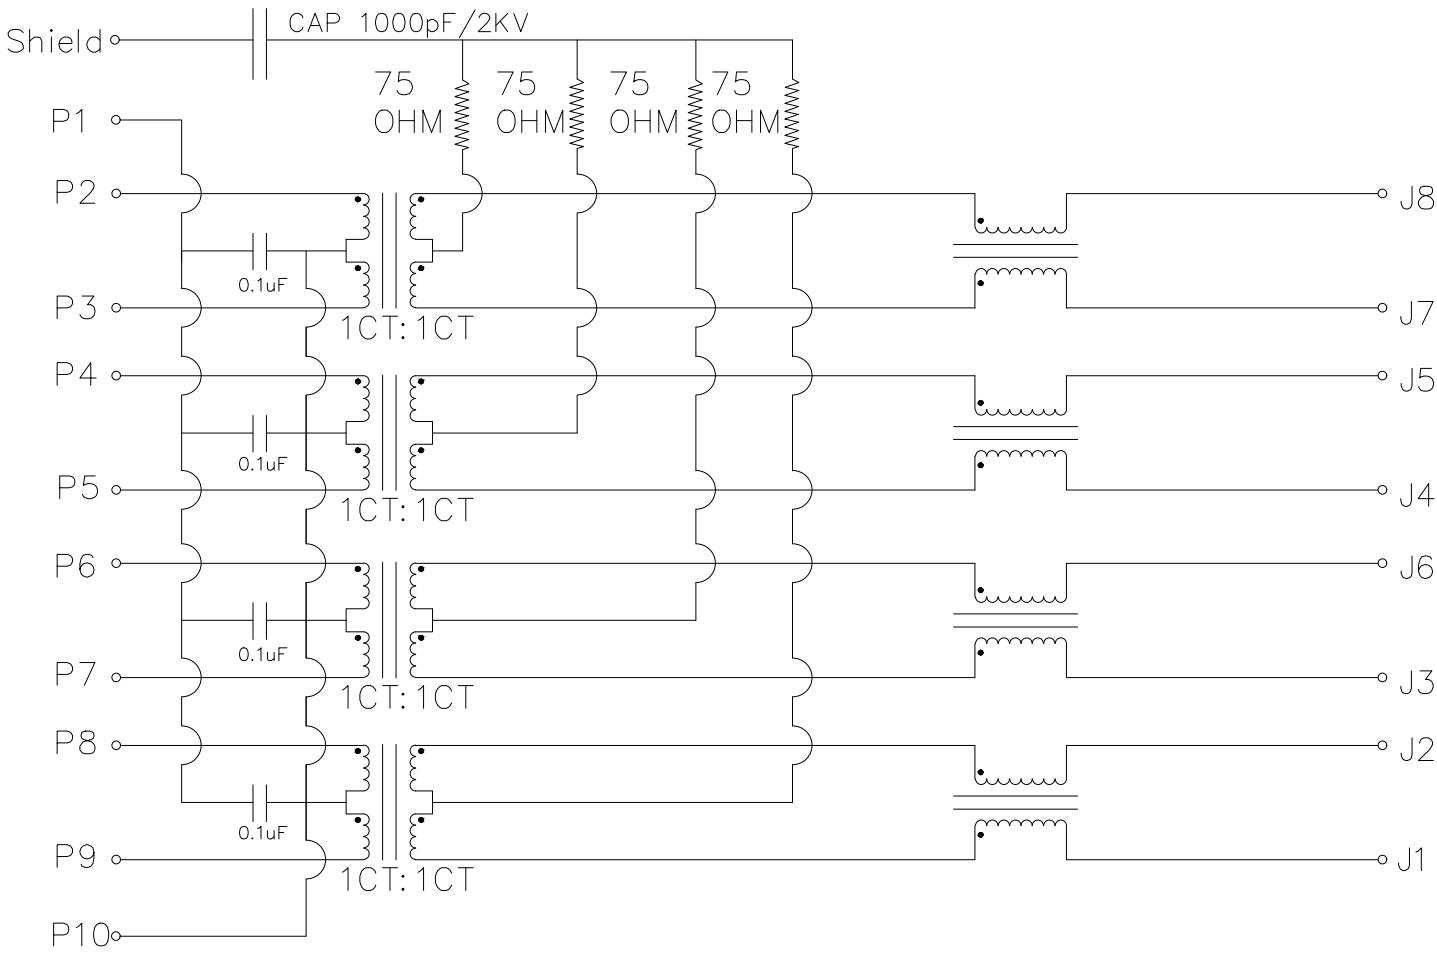 CAP 1000pF/2KV
Shield
75 75 75 75
OHM OHM OHM OHM
P1
P2
J8
0.1uF
P3
J7
1CT:1CT
P4
J5
0.1uF
P5
J4
1CT:1CT
P6
J6
0.1uF
P7
J3
1CT:1CT
P8
J2
0.1uF
P9
J1
1CT:1CT
P10